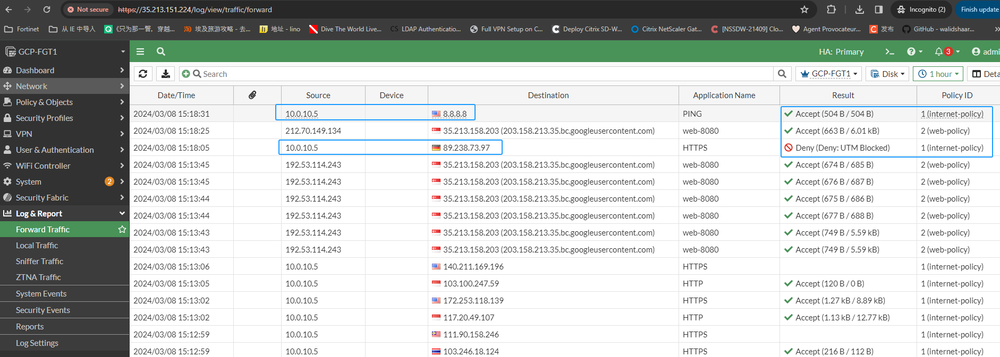 Not secure https://35.213.151.224/log/view/traffic/forward Incognito (2) Finish update
Fortinet 从 IE 中导入 《只为那一瞥，穿越... 埃及旅游攻略 - 去... 地址 - lino Dive The World Live... CS LDAP Authenticatio... Full VPN Setup on C... Deploy Citrix SD-W... Citrix NetScaler Gat... [NSSDW-21409] Clo... Agent Provocateur... 发布 GitHub - walidshaar...
GCP-FGT1 HA: Primary >_ 3 admi
Dashboard
Network
Policy & Objects
Security Profiles
VPN
User & Authentication
WiFi Controller
System 2
Security Fabric
Log & Report
Forward Traffic
Local Traffic
Sniffer Traffic
ZTNA Traffic
System Events
Security Events
Reports
Log Settings
Search GCP-FGT1 Disk 1 hour Deta
Date/Time Source Device Destination Application Name Result Policy ID
2024/03/08 15:18:31 10.0.10.5 8.8.8.8 PING Accept (504 B / 504 B) 1 (internet-policy)
2024/03/08 15:18:25 212.70.149.134 35.213.158.203 (203.158.213.35.bc.googleusercontent.com) web-8080 Accept (663 B / 6.01 kB) 2 (web-policy)
2024/03/08 15:18:05 10.0.10.5 89.238.73.97 HTTPS Deny (Deny: UTM Blocked) 1 (internet-policy)
2024/03/08 15:13:45 192.53.114.243 35.213.158.203 (203.158.213.35.bc.googleusercontent.com) web-8080 Accept (674 B / 685 B) 2 (web-policy)
2024/03/08 15:13:45 192.53.114.243 35.213.158.203 (203.158.213.35.bc.googleusercontent.com) web-8080 Accept (676 B / 687 B) 2 (web-policy)
2024/03/08 15:13:44 192.53.114.243 35.213.158.203 (203.158.213.35.bc.googleusercontent.com) web-8080 Accept (675 B / 686 B) 2 (web-policy)
2024/03/08 15:13:44 192.53.114.243 35.213.158.203 (203.158.213.35.bc.googleusercontent.com) web-8080 Accept (677 B / 688 B) 2 (web-policy)
2024/03/08 15:13:43 192.53.114.243 35.213.158.203 (203.158.213.35.bc.googleusercontent.com) web-8080 Accept (749 B / 5.59 kB) 2 (web-policy)
2024/03/08 15:13:43 192.53.114.243 35.213.158.203 (203.158.213.35.bc.googleusercontent.com) web-8080 Accept (749 B / 5.59 kB) 2 (web-policy)
2024/03/08 15:13:06 10.0.10.5 140.211.169.196 HTTPS 1 (internet-policy)
2024/03/08 15:13:05 10.0.10.5 103.100.247.59 HTTP Accept (120 B / 0 B) 1 (internet-policy)
2024/03/08 15:13:02 10.0.10.5 172.253.118.139 HTTPS Accept (1.27 kB / 8.89 kB) 1 (internet-policy)
2024/03/08 15:13:02 10.0.10.5 117.20.49.107 HTTP Accept (1.13 kB / 12.77 kB) 1 (internet-policy)
2024/03/08 15:12:59 10.0.10.5 111.90.158.246 HTTPS 1 (internet-policy)
2024/03/08 15:12:59 10.0.10.5 103.246.18.124 HTTPS Accept (216 B / 112 B) 1 (internet-policy)